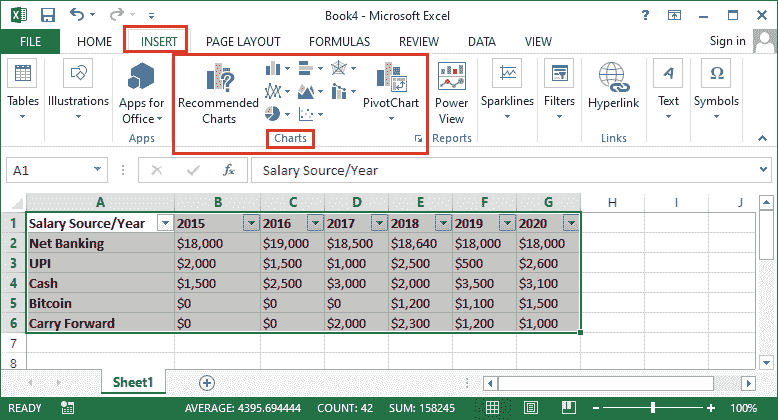 Book4 - Microsoft Excel
FILE HOME INSERT PAGE LAYOUT FORMULAS REVIEW DATA VIEW Sign in
Tables Illustrations Apps for Office Recommended Charts PivotChart Power View Sparklines Filters Hyperlink Text Symbols
Apps Charts Reports Links
A1 fx Salary Source/Year
A B C D E F G H I J
1 Salary Source/Year 2015 2016 2017 2018 2019 2020
2 Net Banking $18,000 $19,000 $18,500 $18,640 $18,000 $18,000
3 UPI $2,000 $1,500 $1,000 $2,500 $500 $2,600
4 Cash $1,500 $2,500 $3,000 $2,000 $3,500 $3,100
5 Bitcoin $0 $0 $0 $1,200 $1,100 $1,500
6 Carry Forward $0 $0 $2,000 $2,300 $1,200 $1,000
7
8
Sheet1
AVERAGE: 4395.694444 COUNT: 42 SUM: 158245 100%